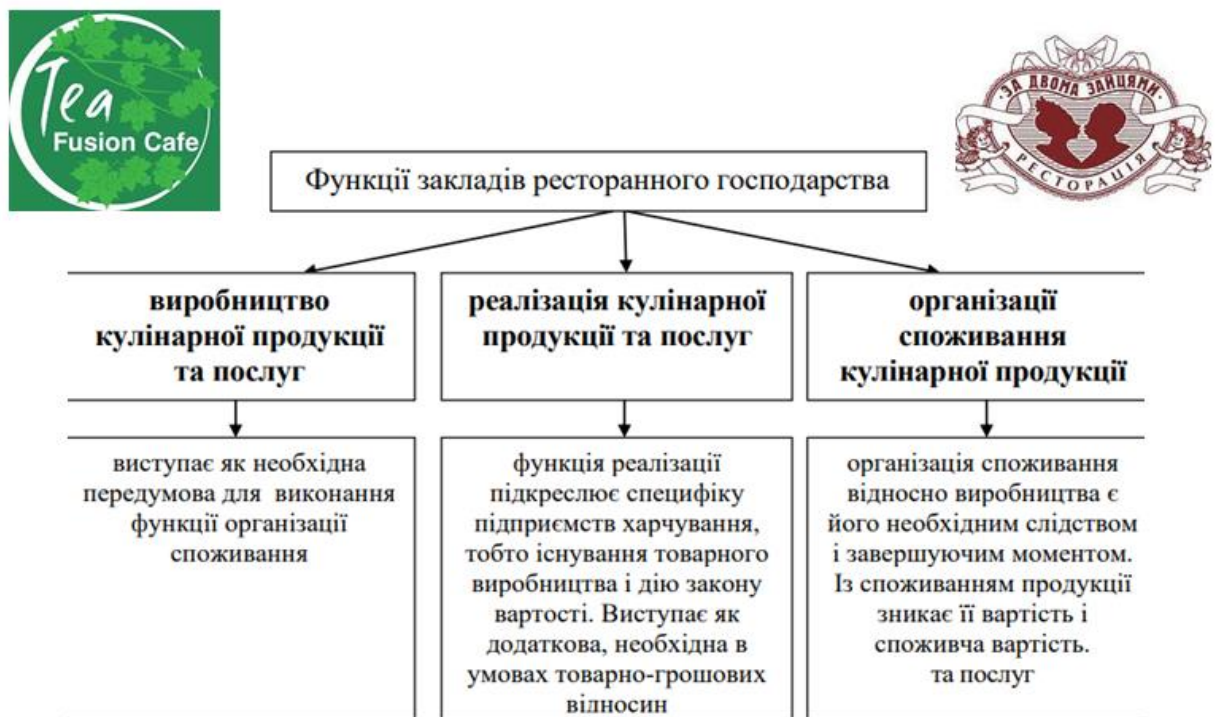 Tea
Fusion Cafe
·ЗА ДВОМА ЗАЙЦЯМИ·
РЕСТОРАЦІЯ
Функції закладів ресторанного господарства
виробництво
кулінарної продукції
та послуг
реалізація кулінарної
продукції та послуг
організації
споживання
кулінарної продукції
виступає як необхідна
передумова для виконання
функції організації
споживання
функція реалізації
підкреслює специфіку
підприємств харчування,
тобто існування товарного
виробництва і дію закону
вартості. Виступає як
додаткова, необхідна в
умовах товарно-грошових
відносин
організація споживання
відносно виробництва є
його необхідним слідством
і завершуючим моментом.
Із споживанням продукції
зникає її вартість і
споживча вартість.
та послуг